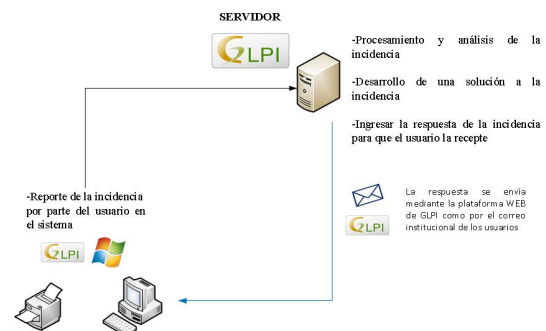 SERVIDOR
GLPI
-Procesamiento y análisis de la
incidencia
-Desarrollo de una solución a la
incidencia
-Ingresar la respuesta de la incidencia
para que el usuario la recepte
-Reporte de la incidencia
por parte del usuario en
el sistema
GLPI
La respuesta se envía
mediante la plataforma WEB
de GLPI como por el correo
institucional de los usuarios
GLPI